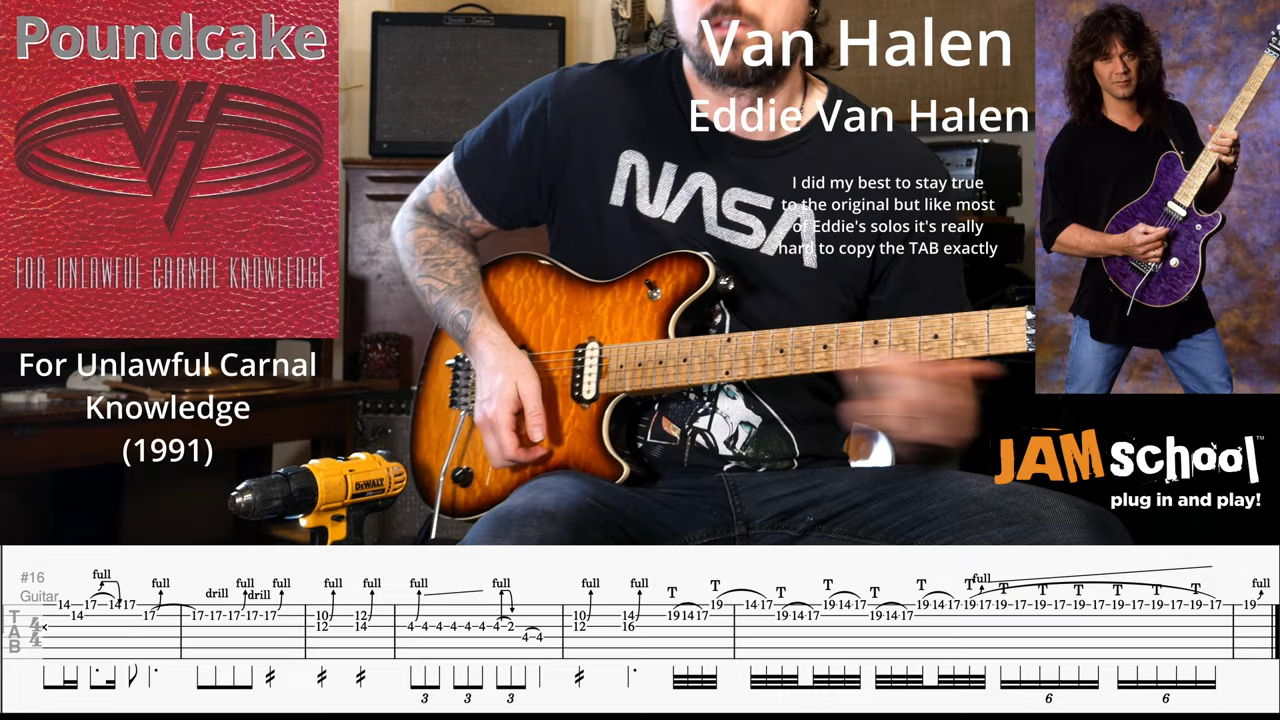 Poundcake
VH
FOR UNLAWFUL CARNAL KNOWLEDGE
For Unlawful Carnal
Knowledge
(1991)
Van Halen
Eddie Van Halen
I did my best to stay true
to the original but like most
of Eddie's solos it's really
hard to copy the TAB exactly
NASA
DEWALT
JAM school™
plug in and play!
#16
Guitar
full full drill full drill full full full full full full full T T T T T T T full T T T T T T full
14 17 14 17 17 17 17 17 17 19 14 17 19 14 17 19 14 17 19 17 19 17 19 17 19 17 19 17 19 17 19 17 19
14 17 10 12 10 14 19 14 17 19 14 17 19 14 17
TAB 4/4 12 14 4 4 4 4 4 4 4 2 12 16
4 4
3 3 3 6 6